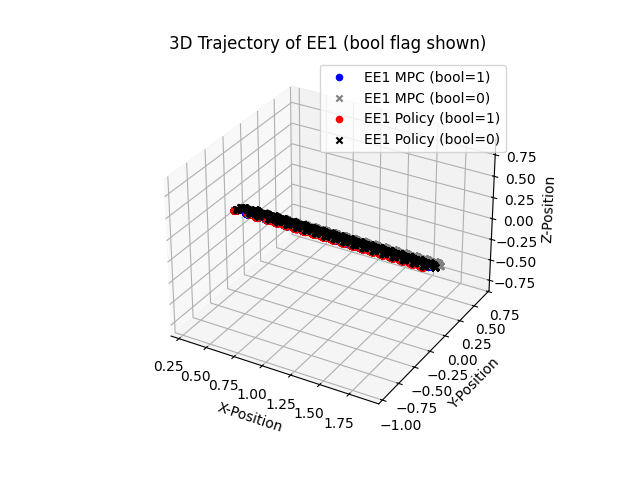 3D Trajectory of EE1 (bool flag shown)
EE1 MPC (bool=1)
EE1 MPC (bool=0)
EE1 Policy (bool=1)
EE1 Policy (bool=0)
0.75
0.50
0.25
0.00
−0.25
−0.50
−0.75
Z-Position
0.75
0.50
0.25
0.00
−0.25
−0.50
−0.75
−1.00
Y-Position
0.25
0.50
0.75
1.00
1.25
1.50
1.75
X-Position